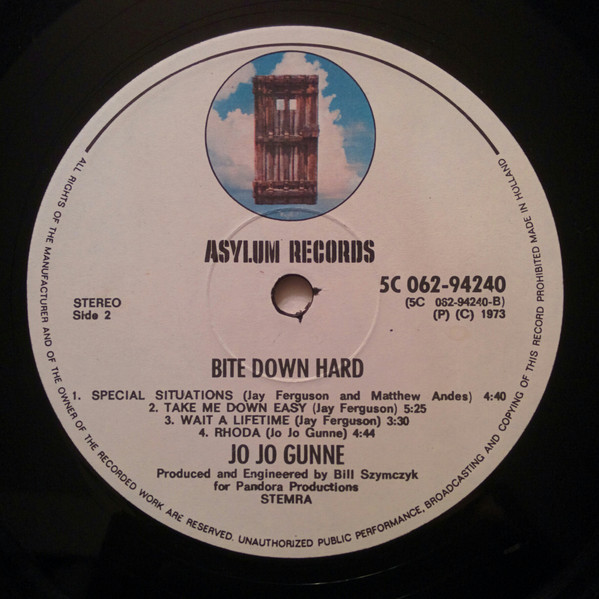 ASYLUM RECORDS
5C 062-94240
(5C 062-94240-B)
(P) (C) 1973
STEREO
Side 2
BITE DOWN HARD
1. SPECIAL SITUATIONS (Jay Ferguson and Matthew Andes) 4:40
2. TAKE ME DOWN EASY (Jay Ferguson) 5:25
3. WAIT A LIFETIME (Jay Ferguson) 3:30
4. RHODA (Jo Jo Gunne) 4:44
JO JO GUNNE
Produced and Engineered by Bill Szymczyk
for Pandora Productions
STEMRA
ALL RIGHTS OF THE MANUFACTURER AND OF THE OWNER OF THE RECORDED WORK ARE RESERVED. UNAUTHORIZED PUBLIC PERFORMANCE, BROADCASTING AND COPYING OF THIS RECORD PROHIBITED MADE IN HOLLAND